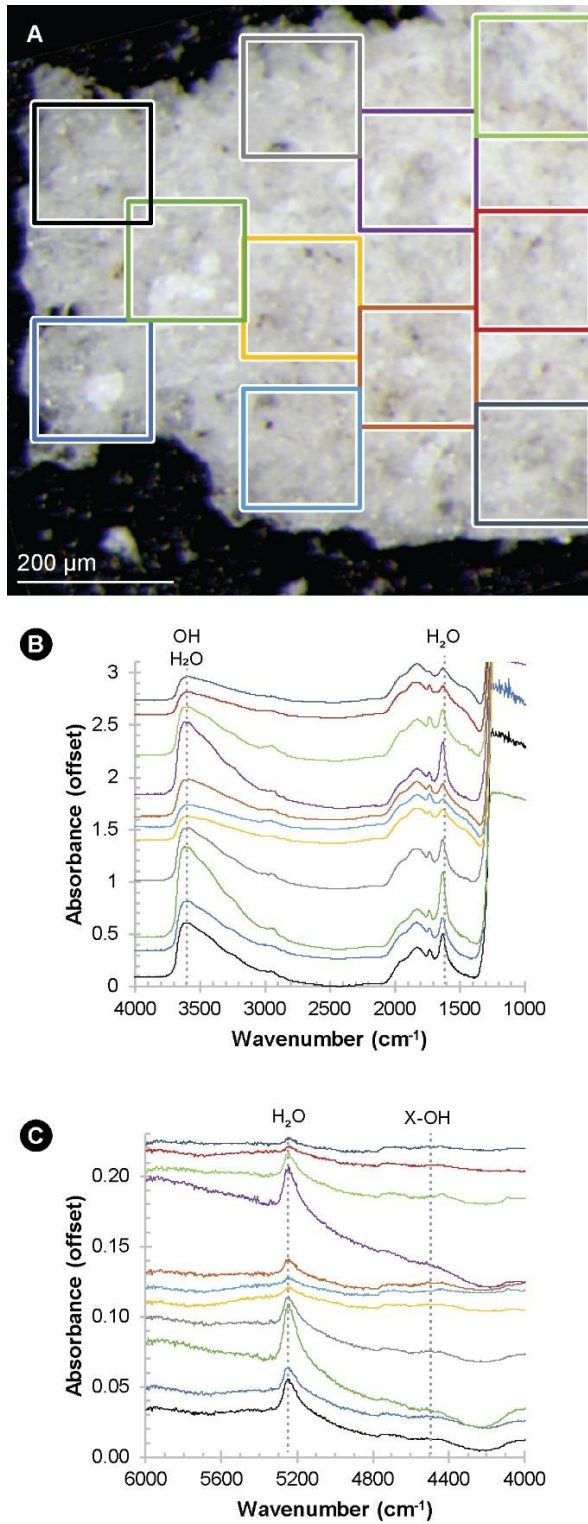 A
200 µm
B
OH
H₂O
H₂O
3
2.5
2
1.5
1
0.5
0
Absorbance (offset)
4000 3500 3000 2500 2000 1500 1000
Wavenumber (cm⁻¹)
C
H₂O
X-OH
0.20
0.15
0.10
0.05
0.00
Absorbance (offset)
6000 5600 5200 4800 4400 4000
Wavenumber (cm⁻¹)